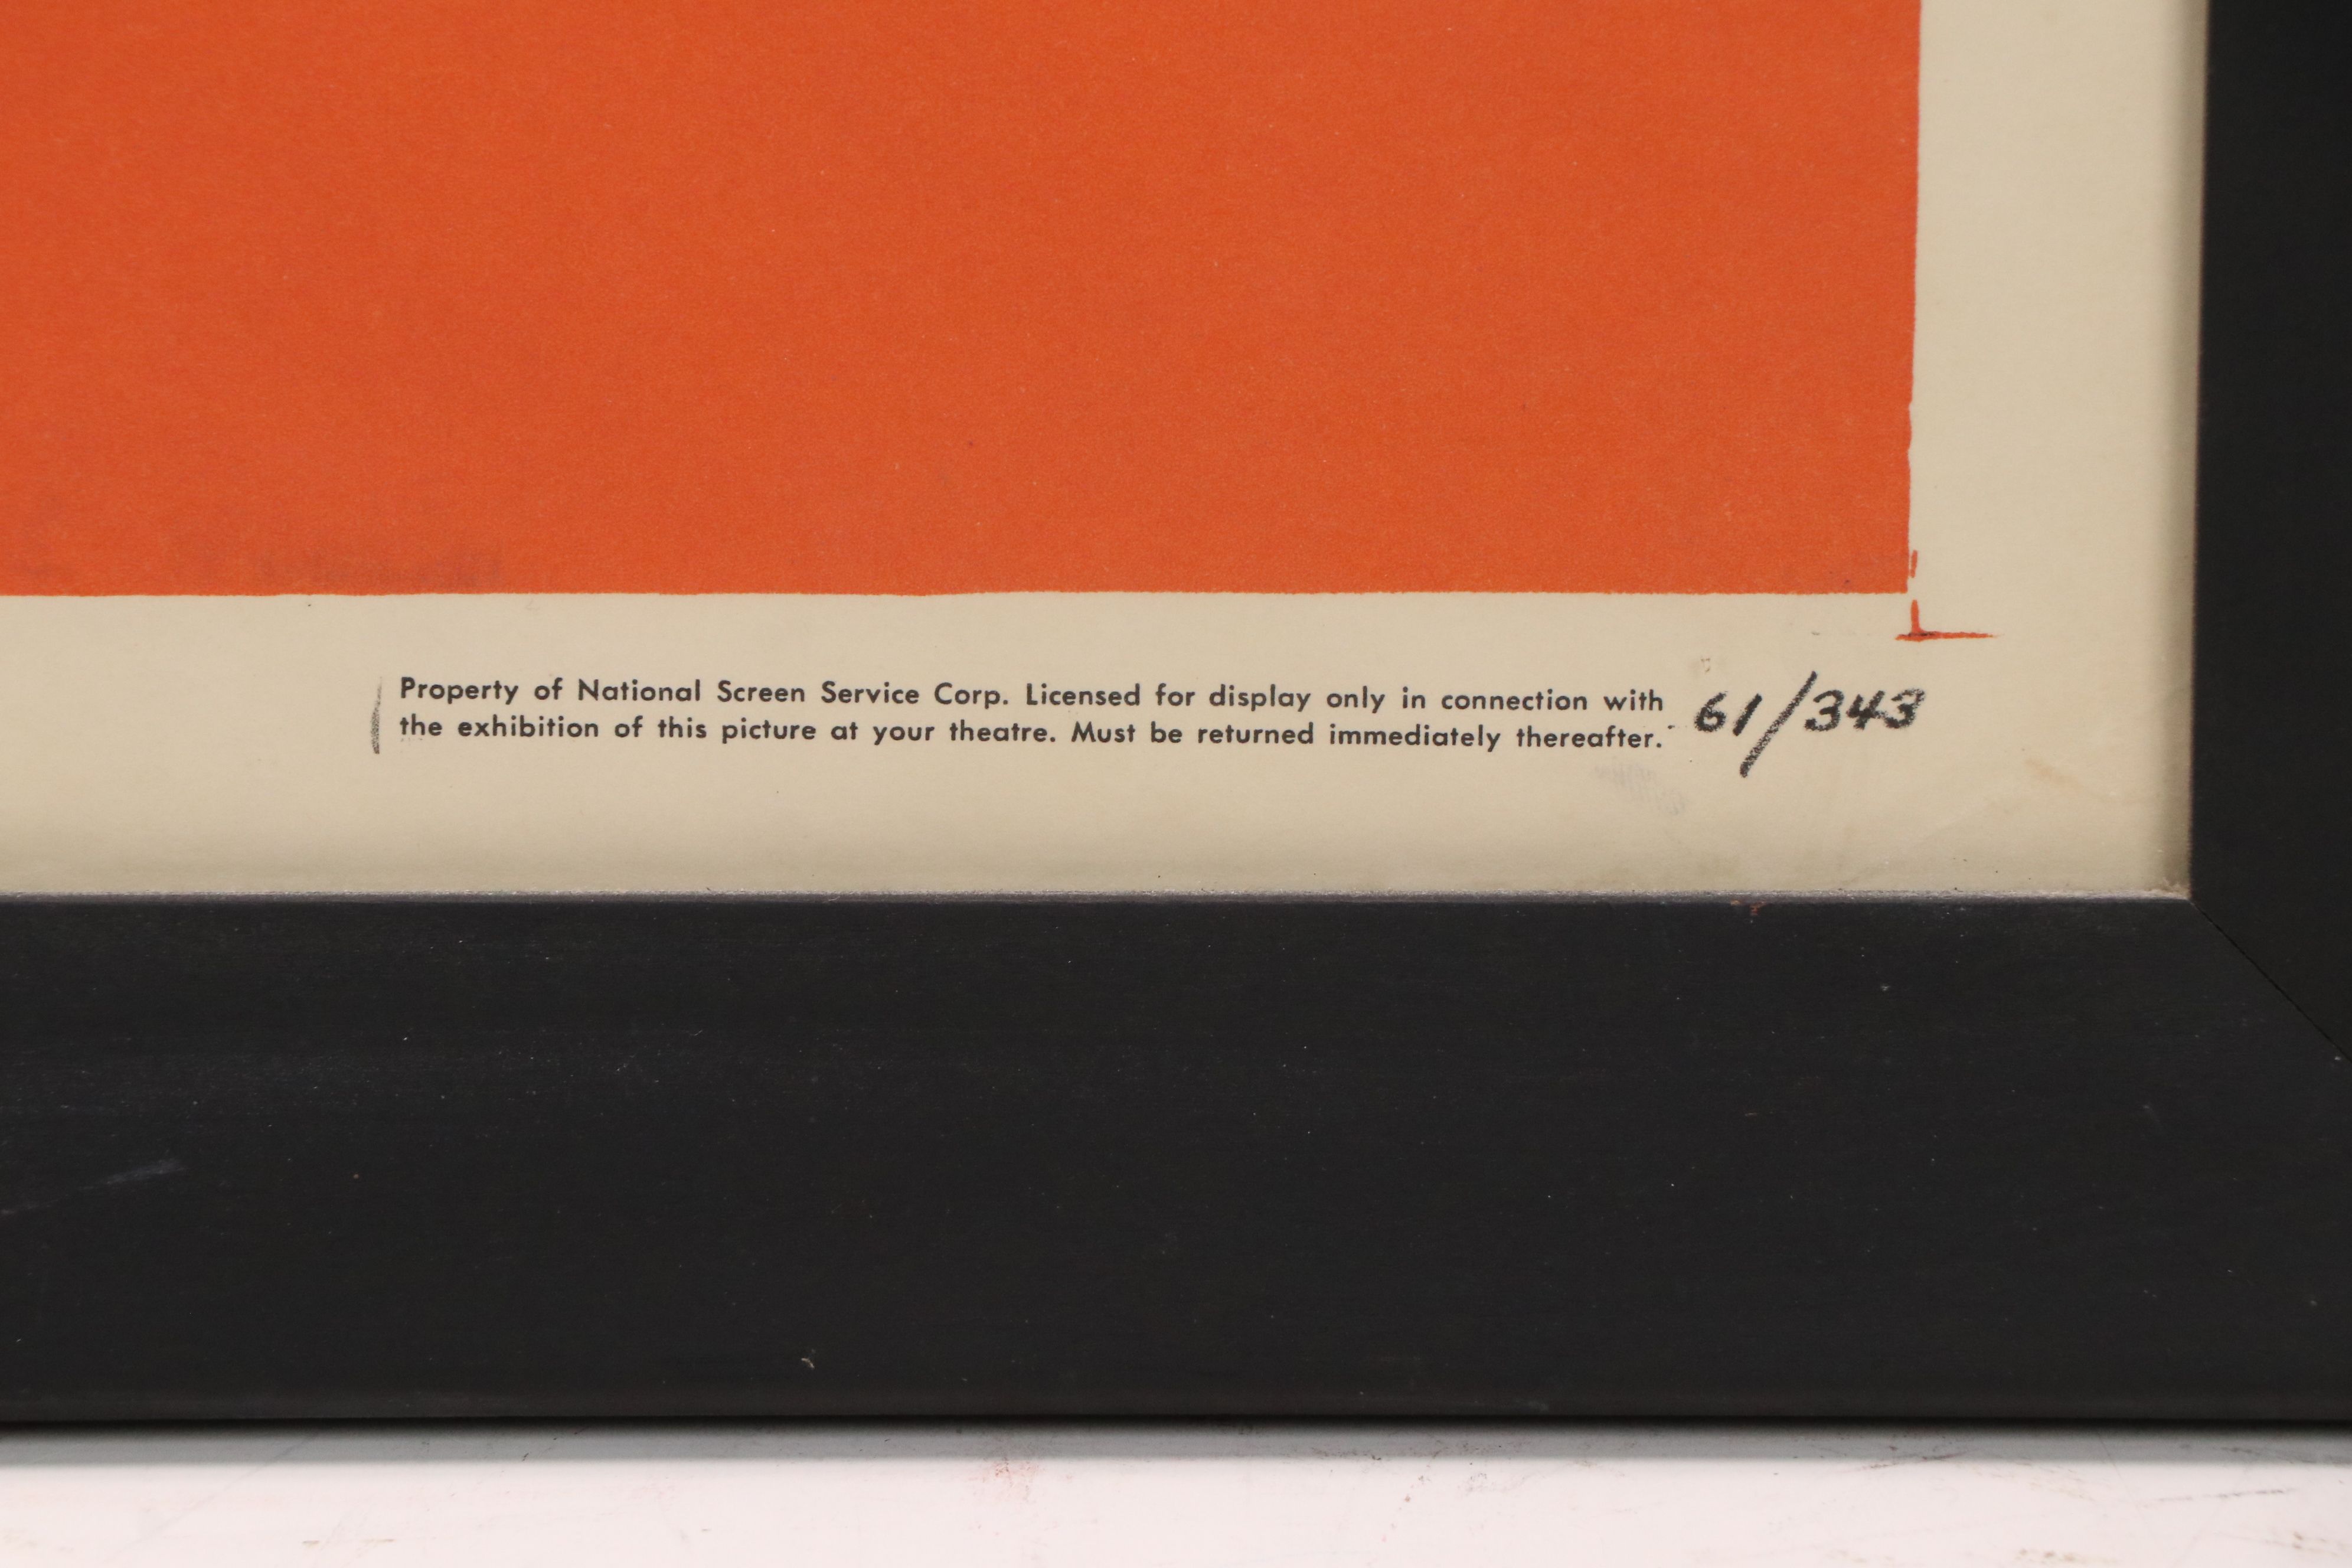 Property of National Screen Service Corp. Licensed for display only in connection with
the exhibition of this picture at your theatre. Must be returned immediately thereafter. 61/343